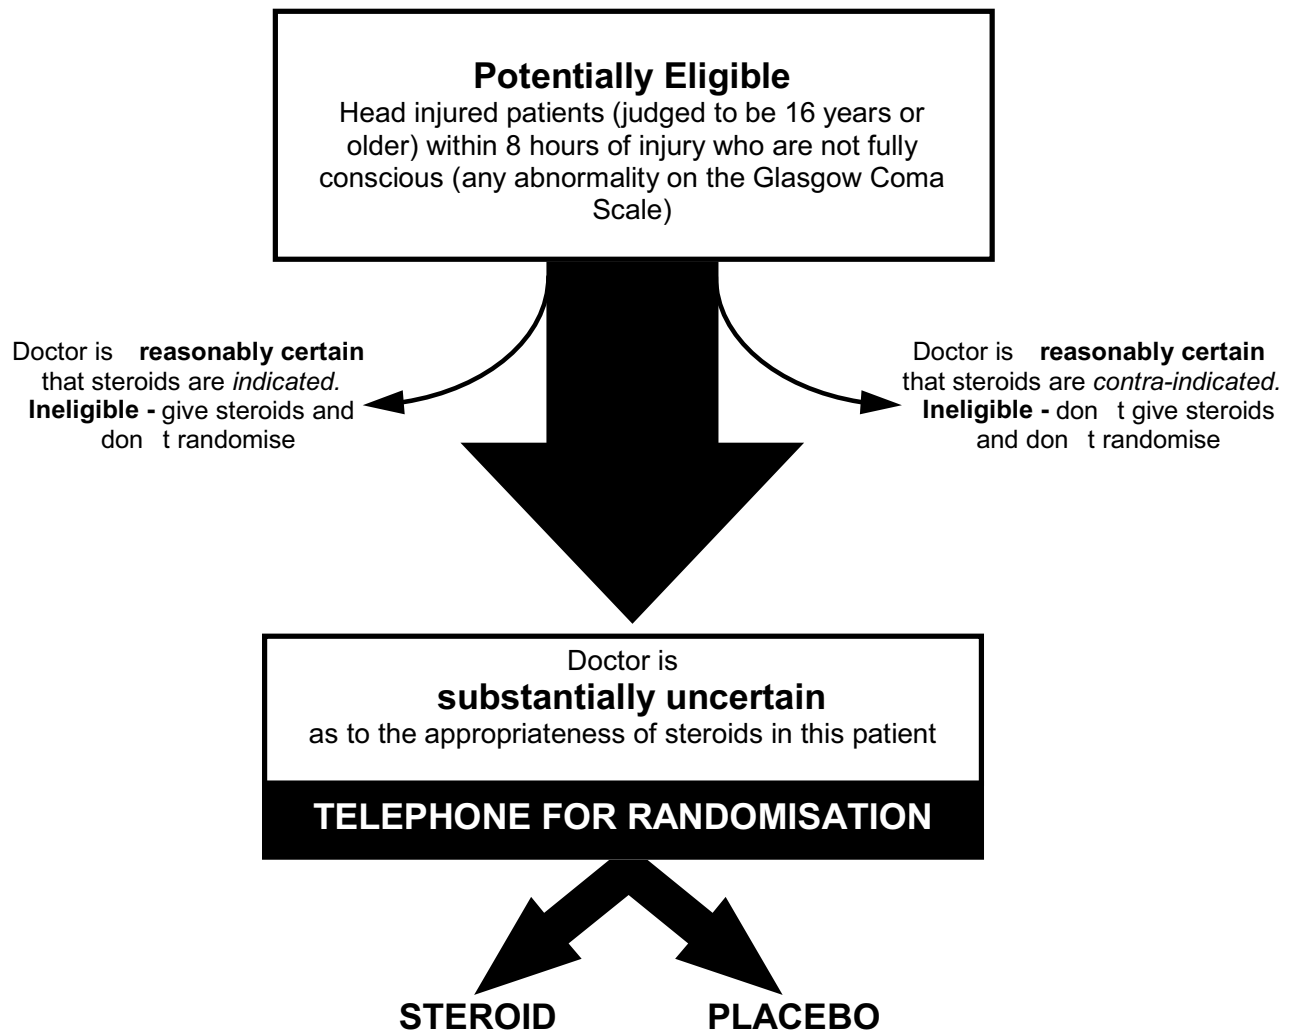 Potentially Eligible
Head injured patients (judged to be 16 years or
older) within 8 hours of injury who are not fully
conscious (any abnormality on the Glasgow Coma
Scale)
Doctor is reasonably certain
that steroids are indicated.
Ineligible - give steroids and
don t randomise
Doctor is reasonably certain
that steroids are contra-indicated.
Ineligible - don t give steroids
and don t randomise
Doctor is
substantially uncertain
as to the appropriateness of steroids in this patient
TELEPHONE FOR RANDOMISATION
STEROID
PLACEBO